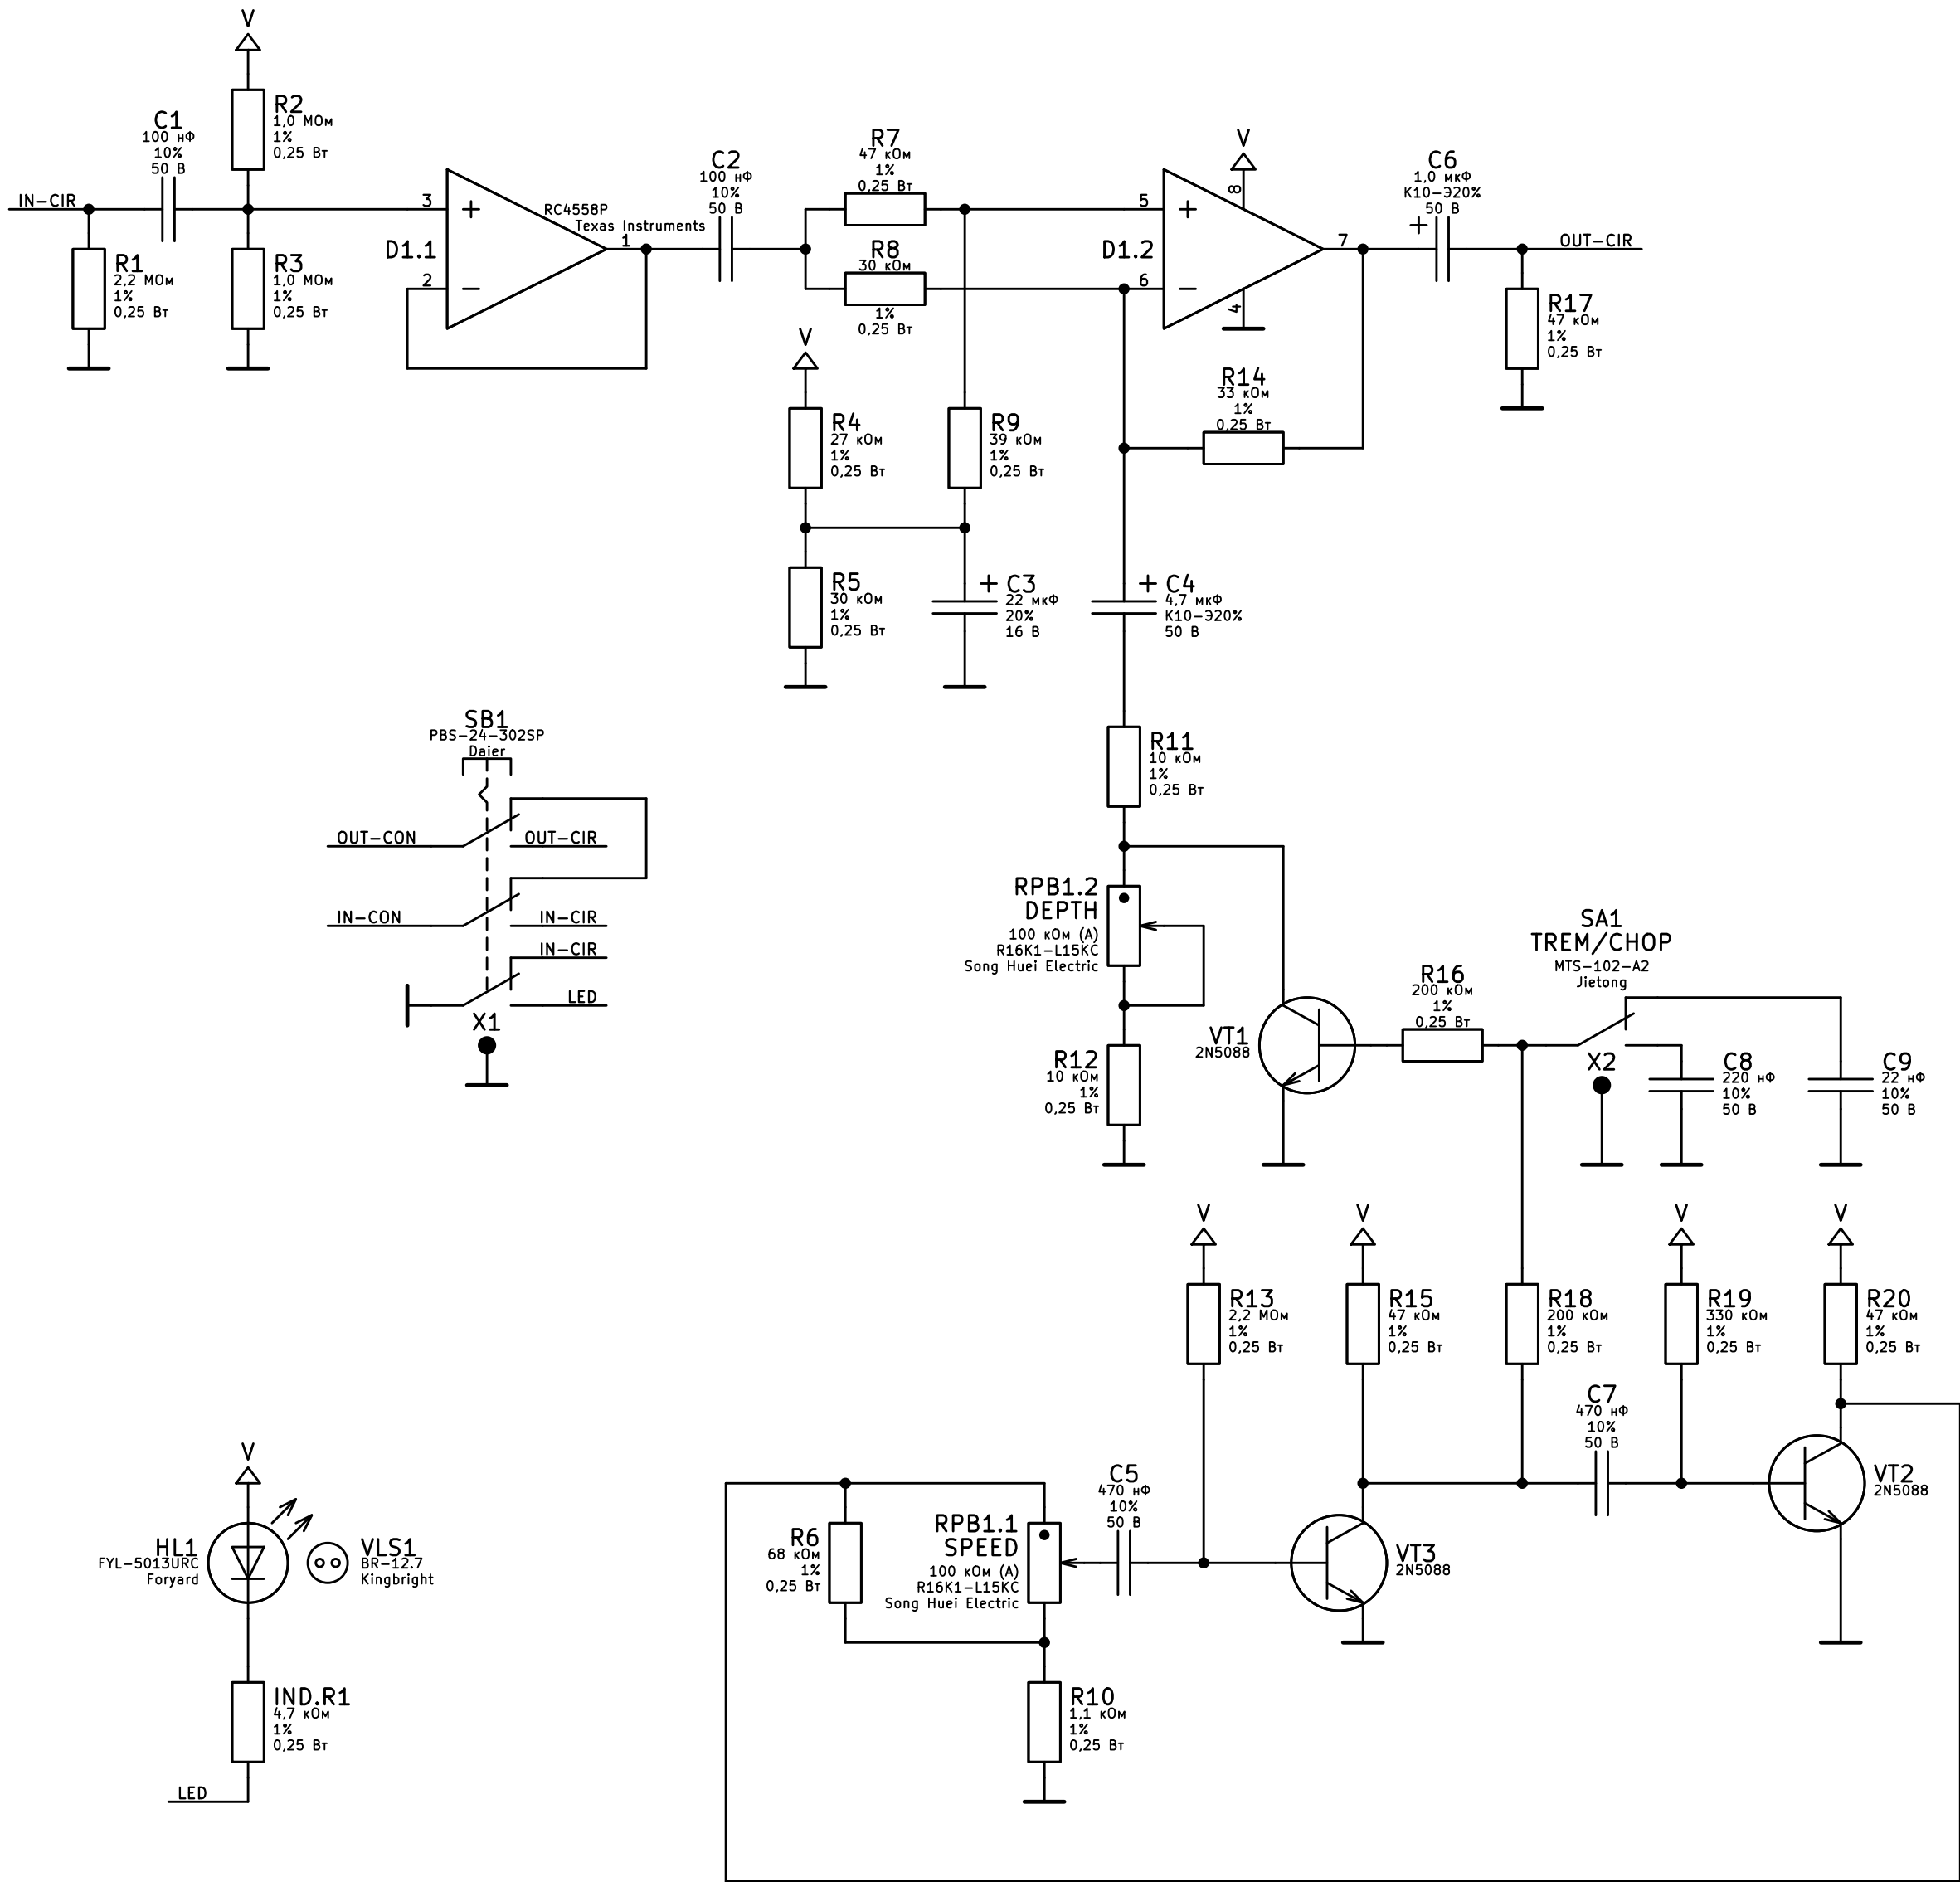 V
R2
1,0 МОм
1%
0,25 Вт
C1
100 нФ
10%
50 В
IN-CIR
R1
2,2 МОм
1%
0,25 Вт
R3
1,0 МОм
1%
0,25 Вт
3
+
RC4558P
Texas Instruments
D1.1
1
2
−
C2
100 нФ
10%
50 В
R7
47 кОм
1%
0,25 Вт
R8
30 кОм
1%
0,25 Вт
V
8
5
+
D1.2
7
6
−
4
C6
1,0 мкФ
К10-Э20%
50 В
+
OUT-CIR
R17
47 кОм
1%
0,25 Вт
V
R4
27 кОм
1%
0,25 Вт
R9
39 кОм
1%
0,25 Вт
R14
33 кОм
1%
0,25 Вт
R5
30 кОм
1%
0,25 Вт
+ C3
22 мкФ
20%
16 В
+ C4
4,7 мкФ
К10-Э20%
50 В
SB1
PBS-24-302SP
Daier
OUT-CON
OUT-CIR
IN-CON
IN-CIR
IN-CIR
LED
X1
R11
10 кОм
1%
0,25 Вт
RPB1.2
DEPTH
100 кОм (A)
R16K1-L15KC
Song Huei Electric
R12
10 кОм
1%
0,25 Вт
VT1
2N5088
R16
200 кОм
1%
0,25 Вт
SA1
TREM/CHOP
MTS-102-A2
Jietong
X2
C8
220 нФ
10%
50 В
C9
22 нФ
10%
50 В
V
R13
2,2 МОм
1%
0,25 Вт
V
R15
47 кОм
1%
0,25 Вт
R18
200 кОм
1%
0,25 Вт
V
R19
330 кОм
1%
0,25 Вт
V
R20
47 кОм
1%
0,25 Вт
C7
470 нФ
10%
50 В
VT2
2N5088
V
HL1
FYL-5013URC
Foryard
VLS1
BR-12.7
Kingbright
IND.R1
4,7 кОм
1%
0,25 Вт
LED
R6
68 кОм
1%
0,25 Вт
RPB1.1
SPEED
100 кОм (A)
R16K1-L15KC
Song Huei Electric
C5
470 нФ
10%
50 В
VT3
2N5088
R10
1,1 кОм
1%
0,25 Вт